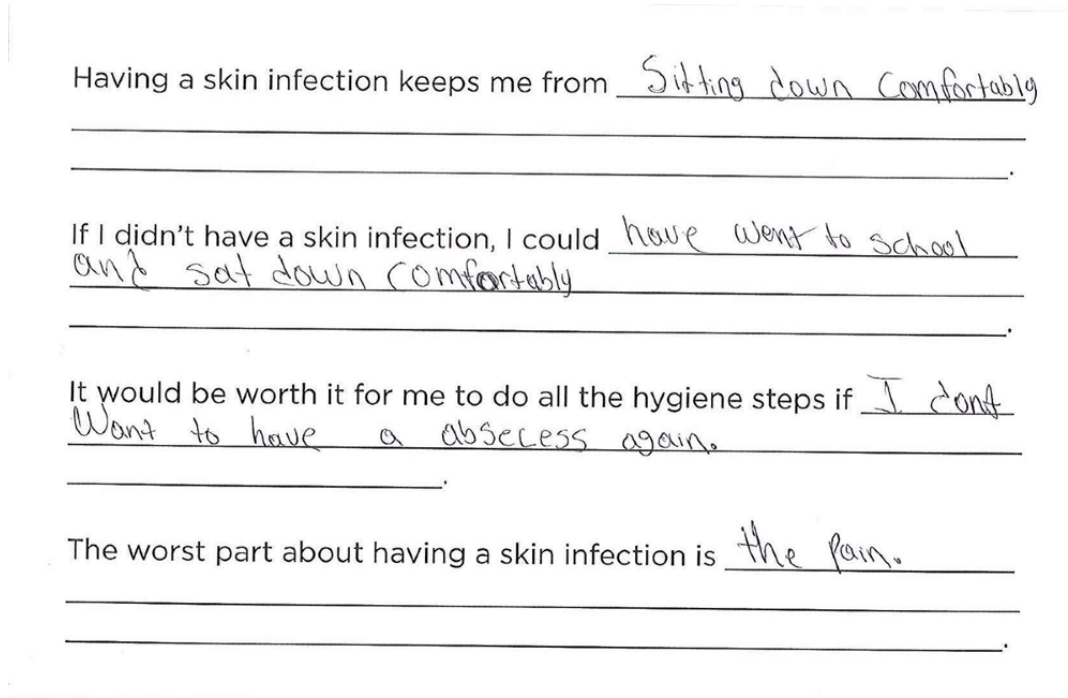 Having a skin infection keeps me from Sitting down Comfortably
.
If I didn't have a skin infection, I could have went to school
and sat down comfortably
.
It would be worth it for me to do all the hygiene steps if I dont
Want to have a absecess again.
.
The worst part about having a skin infection is the Pain.
.